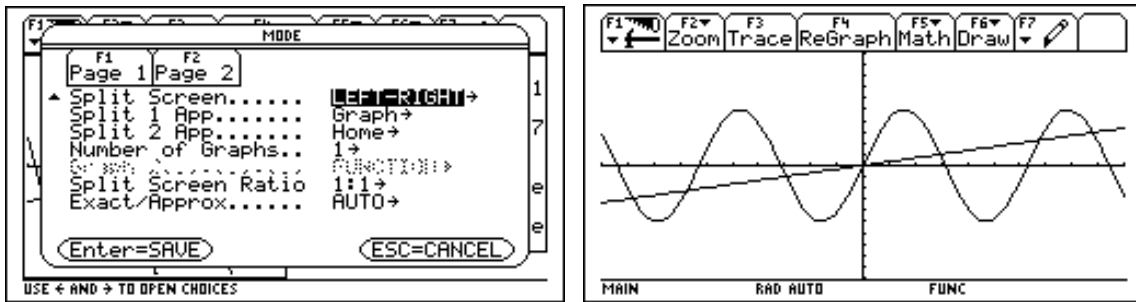 MODE
F1 F2
Page 1 Page 2
Split Screen...... LEFT-RIGHT→
Split 1 App....... Graph→
Split 2 App....... Home→
Number of Graphs.. 1→
Split Screen Ratio 1:1→
Exact/Approx...... AUTO→
Enter=SAVE ESC=CANCEL
USE ← AND → TO OPEN CHOICES
F1 F2 F3 F4 F5 F6 F7
Zoom Trace ReGraph Math Draw
MAIN RAD AUTO FUNC